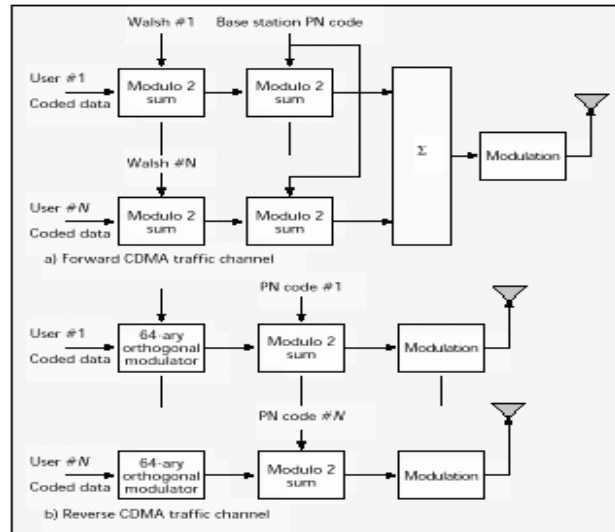 Walsh #1 Base station PN code
User #1
Coded data
Modulo 2
sum
Modulo 2
sum
Σ
Modulation
Walsh #N
User #N
Coded data
Modulo 2
sum
Modulo 2
sum
a) Forward CDMA traffic channel
PN code #1
User #1
Coded data
64-ary
orthogonal
modulator
Modulo 2
sum
Modulation
PN code #N
User #N
Coded data
64-ary
orthogonal
modulator
Modulo 2
sum
Modulation
b) Reverse CDMA traffic channel